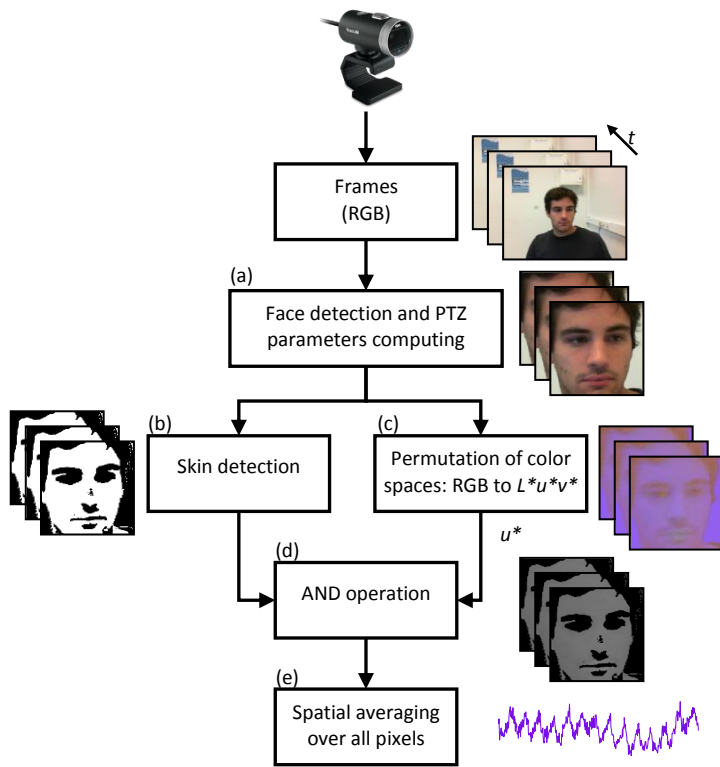 t
Frames
(RGB)
(a)
Face detection and PTZ
parameters computing
(b)
(c)
Skin detection
Permutation of color
spaces: RGB to L*u*v*
u*
(d)
AND operation
(e)
Spatial averaging
over all pixels